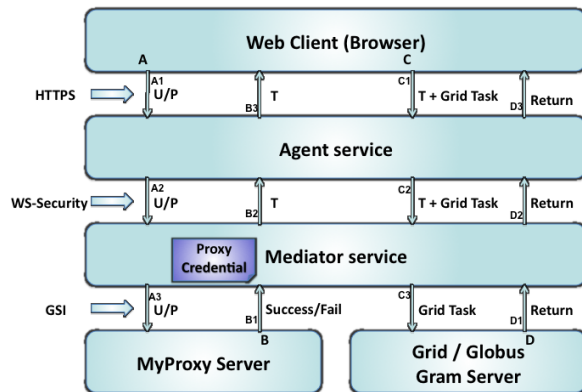 Web Client (Browser)
A
C
HTTPS
A1
U/P
B3
T
C1
T + Grid Task
D3
Return
Agent service
WS-Security
A2
U/P
B2
T
C2
T + Grid Task
D2
Return
Proxy
Credential
Mediator service
GSI
A3
U/P
B1
Success/Fail
C3
Grid Task
D1
Return
B
D
MyProxy Server
Grid / Globus
Gram Server